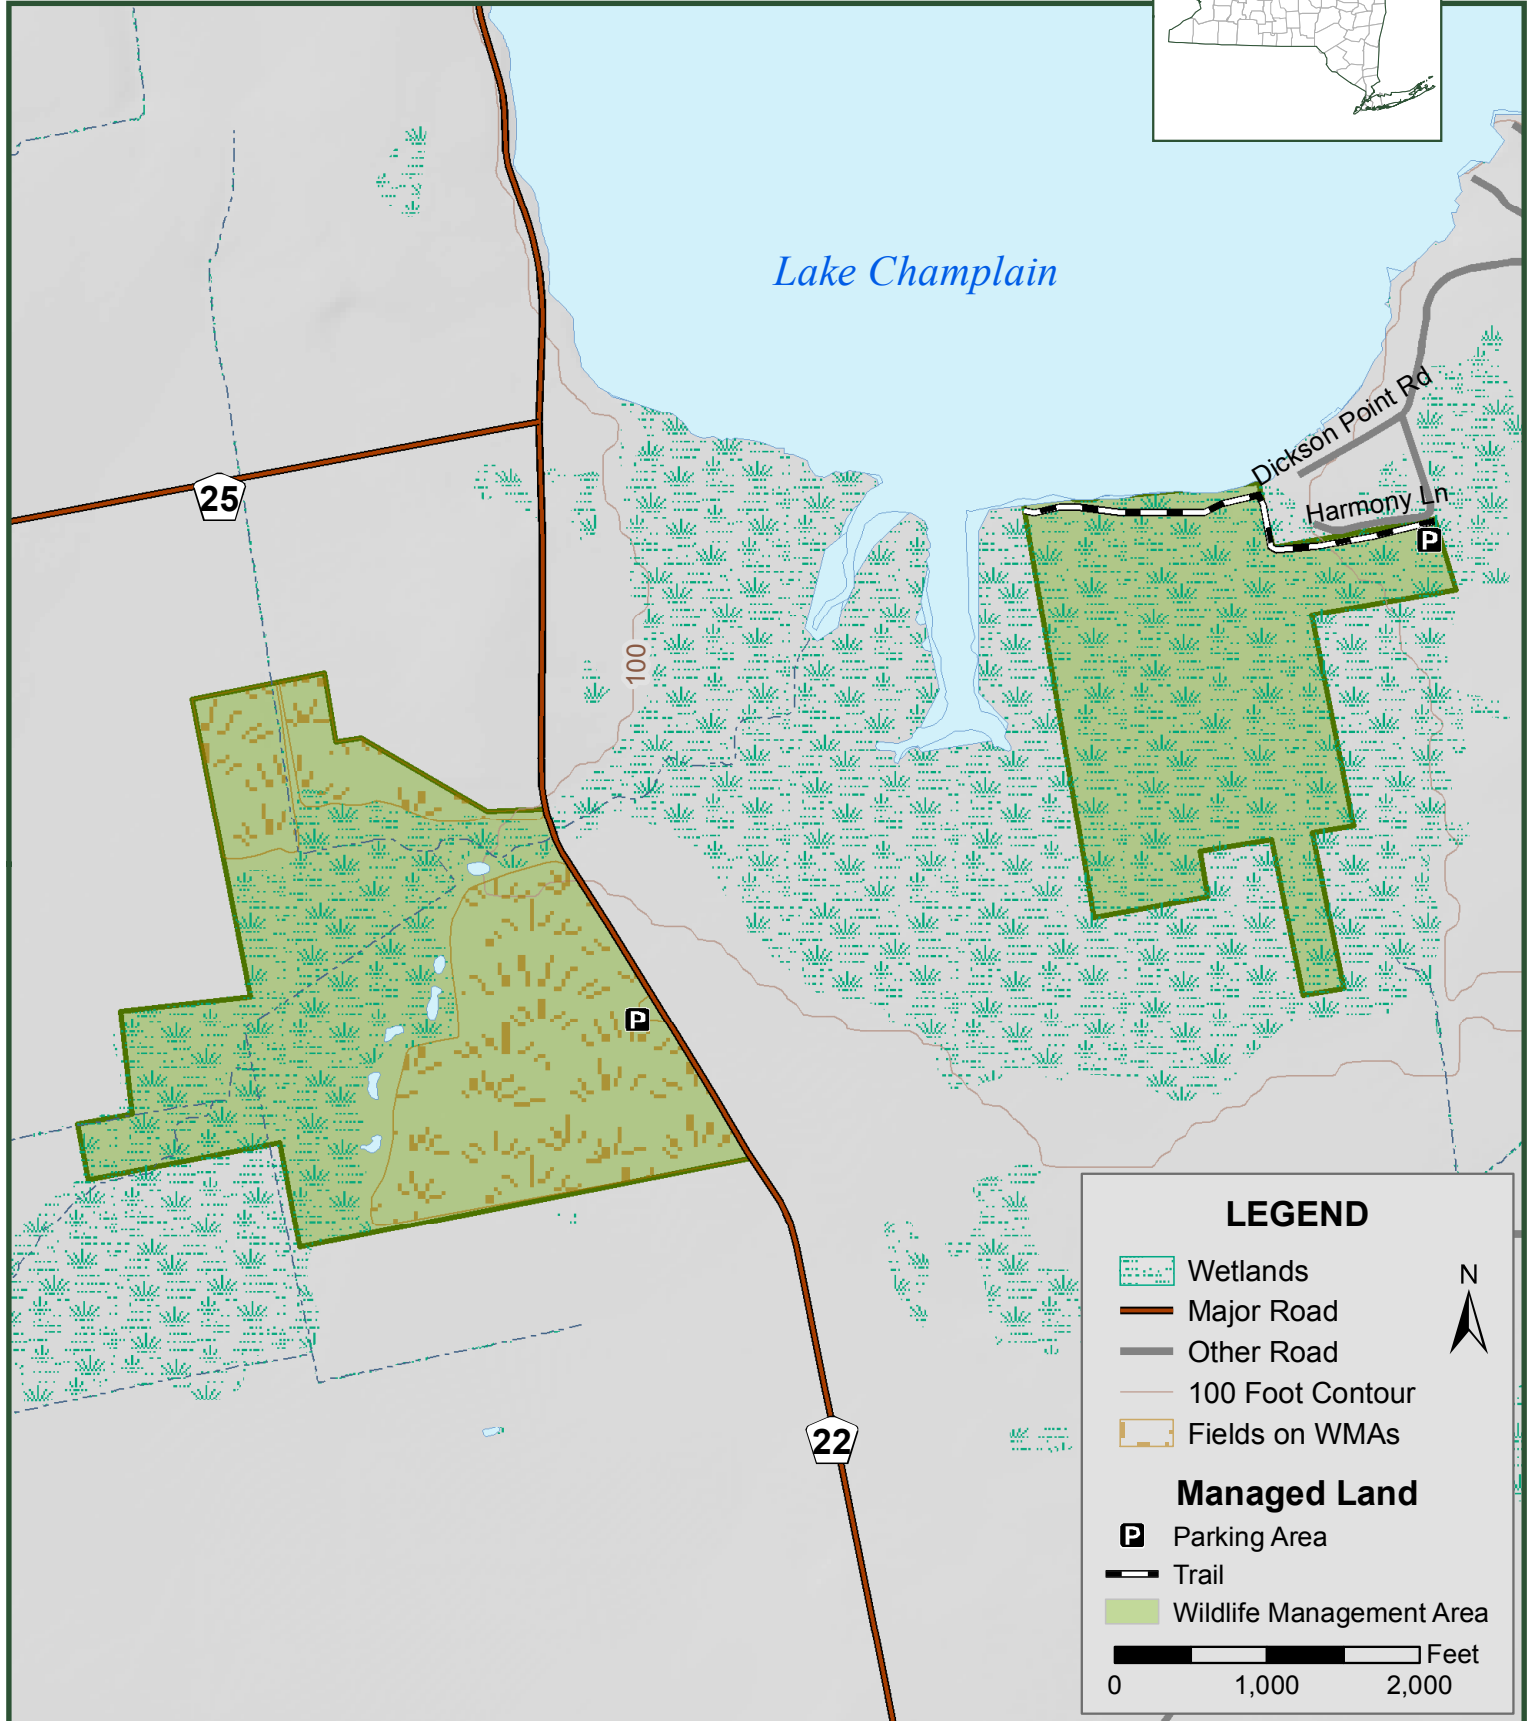 Lake Champlain
Dickson Point Rd
Harmony Ln
25
P
100
P
22
LEGEND
Wetlands
N
Major Road
Other Road
100 Foot Contour
Fields on WMAs
Managed Land
P Parking Area
Trail
Wildlife Management Area
Feet
0 1,000 2,000